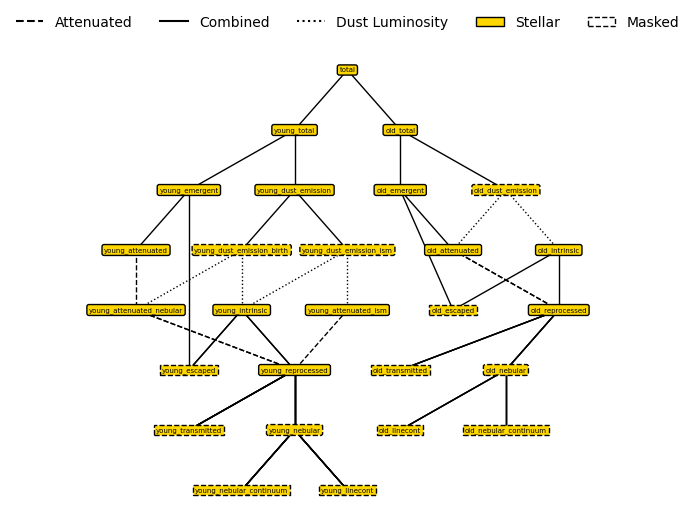 Attenuated Combined Dust Luminosity Stellar Masked
total
young_total old_total
young_emergent young_dust_emission old_emergent old_dust_emission
young_attenuated young_dust_emission_birth young_dust_emission_ism old_attenuated old_intrinsic
young_attenuated_nebular young_intrinsic young_attenuated_ism old_escaped old_reprocessed
young_escaped young_reprocessed old_transmitted old_nebular
young_transmitted young_nebular old_linecont old_nebular_continuum
young_nebular_continuum young_linecont